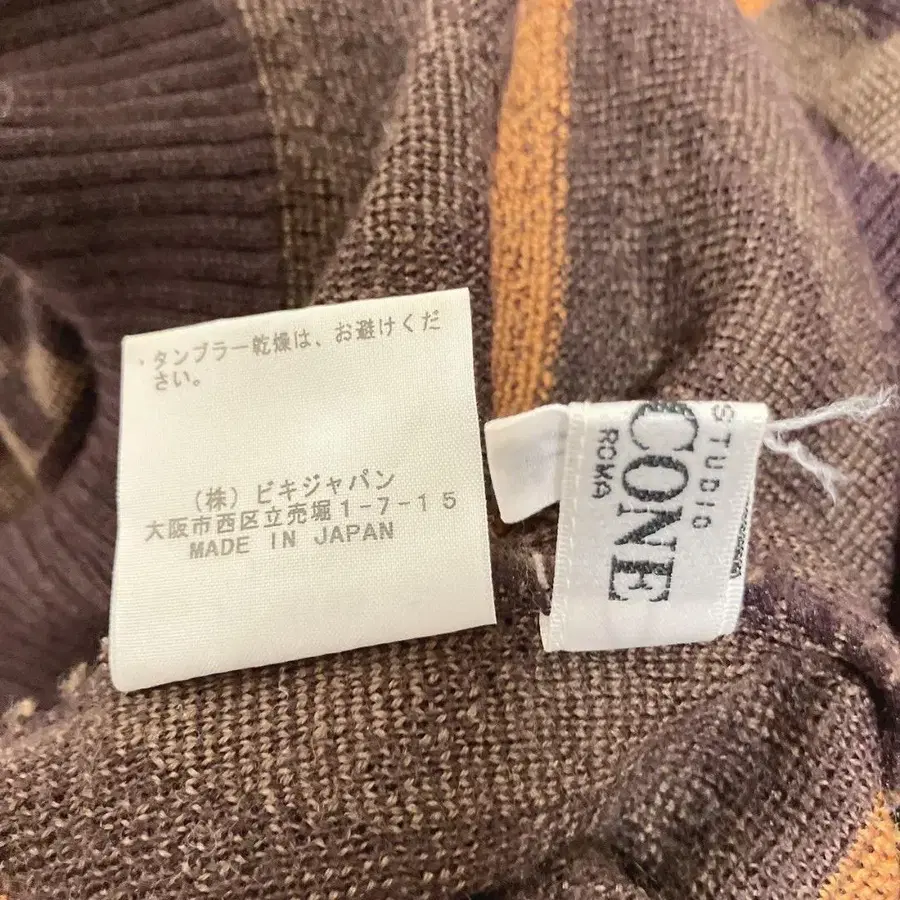 ・タンブラー乾燥は、お避けくだ
さい。
(株) ビキジャパン
大阪市西区立売堀1-7-15
MADE IN JAPAN
STUDIO
CONE
ROMA